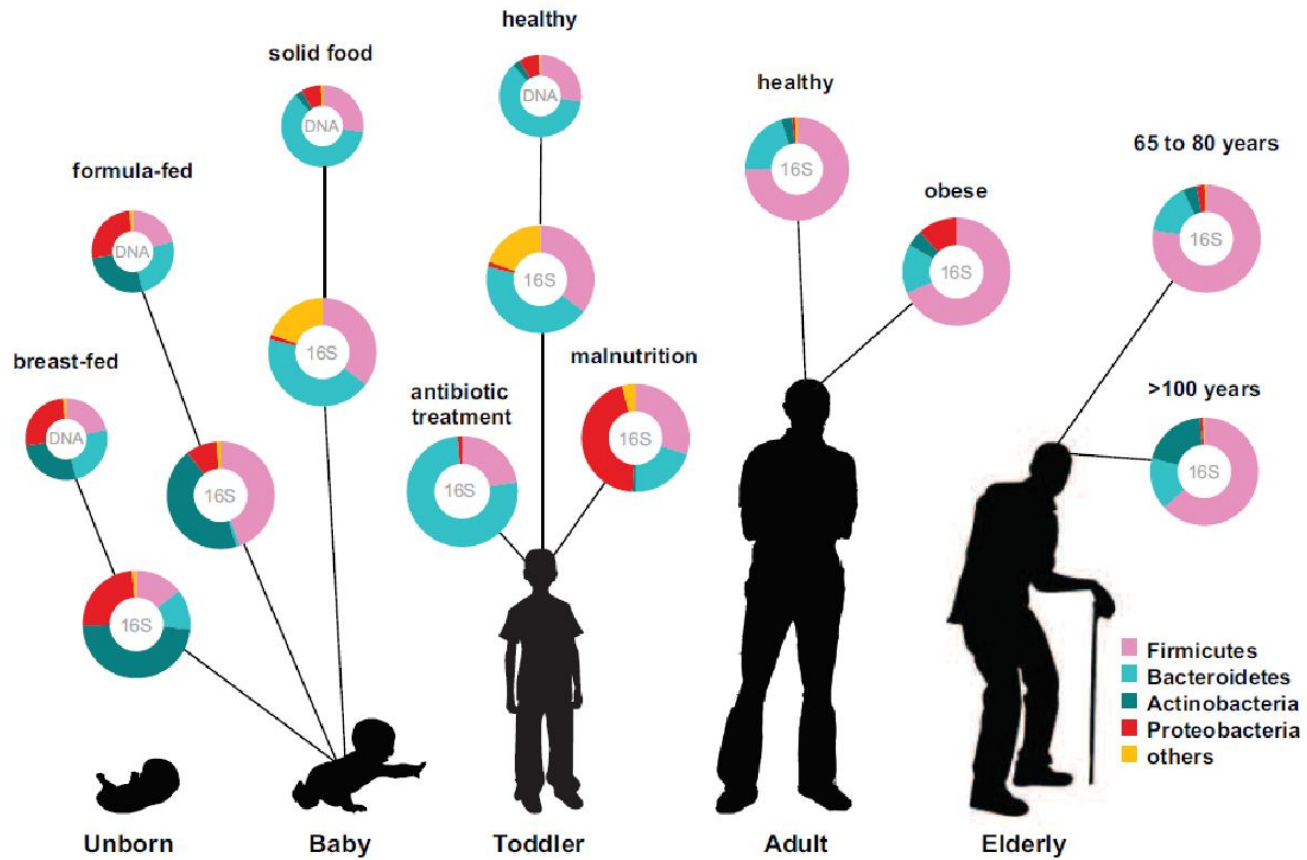 healthy
DNA
solid food
DNA
healthy
16S
65 to 80 years
16S
formula-fed
DNA
obese
16S
16S
16S
breast-fed
DNA
malnutrition
16S
antibiotic
treatment
16S
>100 years
16S
16S
16S
Firmicutes
Bacteroidetes
Actinobacteria
Proteobacteria
others
Unborn
Baby
Toddler
Adult
Elderly